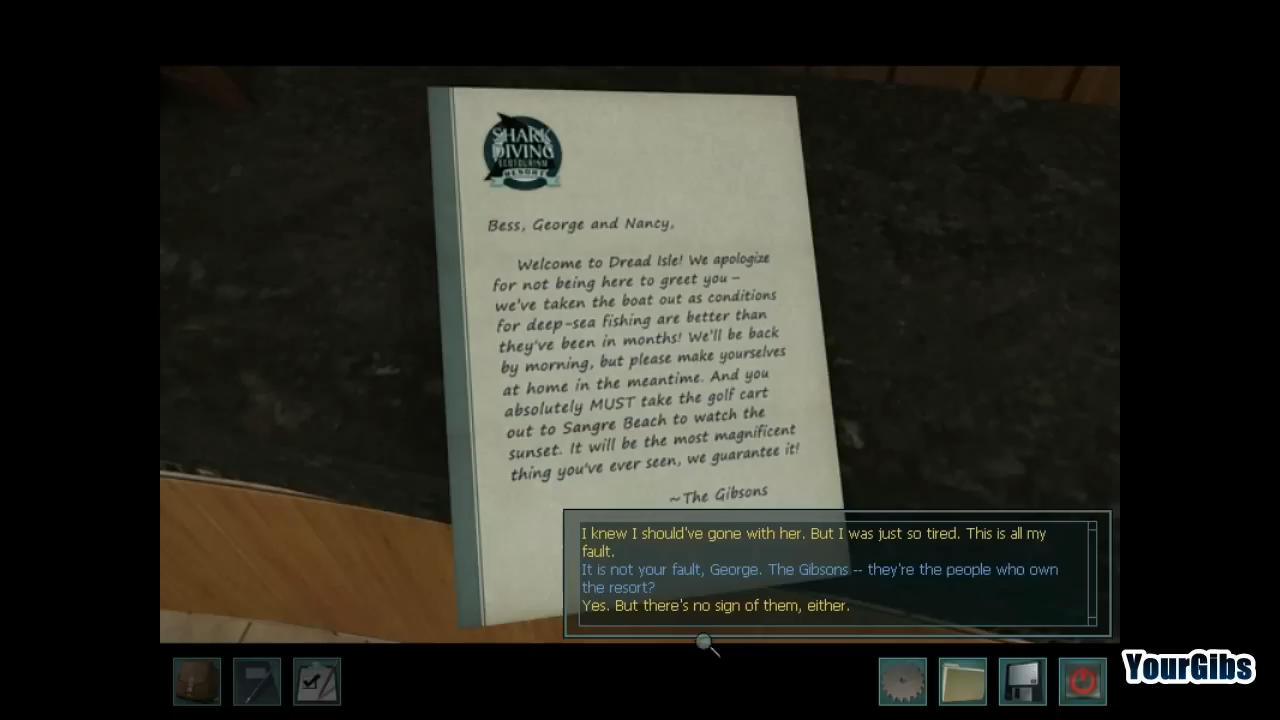 SHARK
DIVING
ECOTOURISM
RESORT
Bess, George and Nancy,
Welcome to Dread Isle! We apologize
for not being here to greet you –
we've taken the boat out as conditions
for deep-sea fishing are better than
they've been in months! We'll be back
by morning, but please make yourselves
at home in the meantime. And you
absolutely MUST take the golf cart
out to Sangre Beach to watch the
sunset. It will be the most magnificent
thing you've ever seen, we guarantee it!
~The Gibsons
I knew I should've gone with her. But I was just so tired. This is all my
fault.
It is not your fault, George. The Gibsons -- they're the people who own
the resort?
Yes. But there's no sign of them, either.
YourGibs